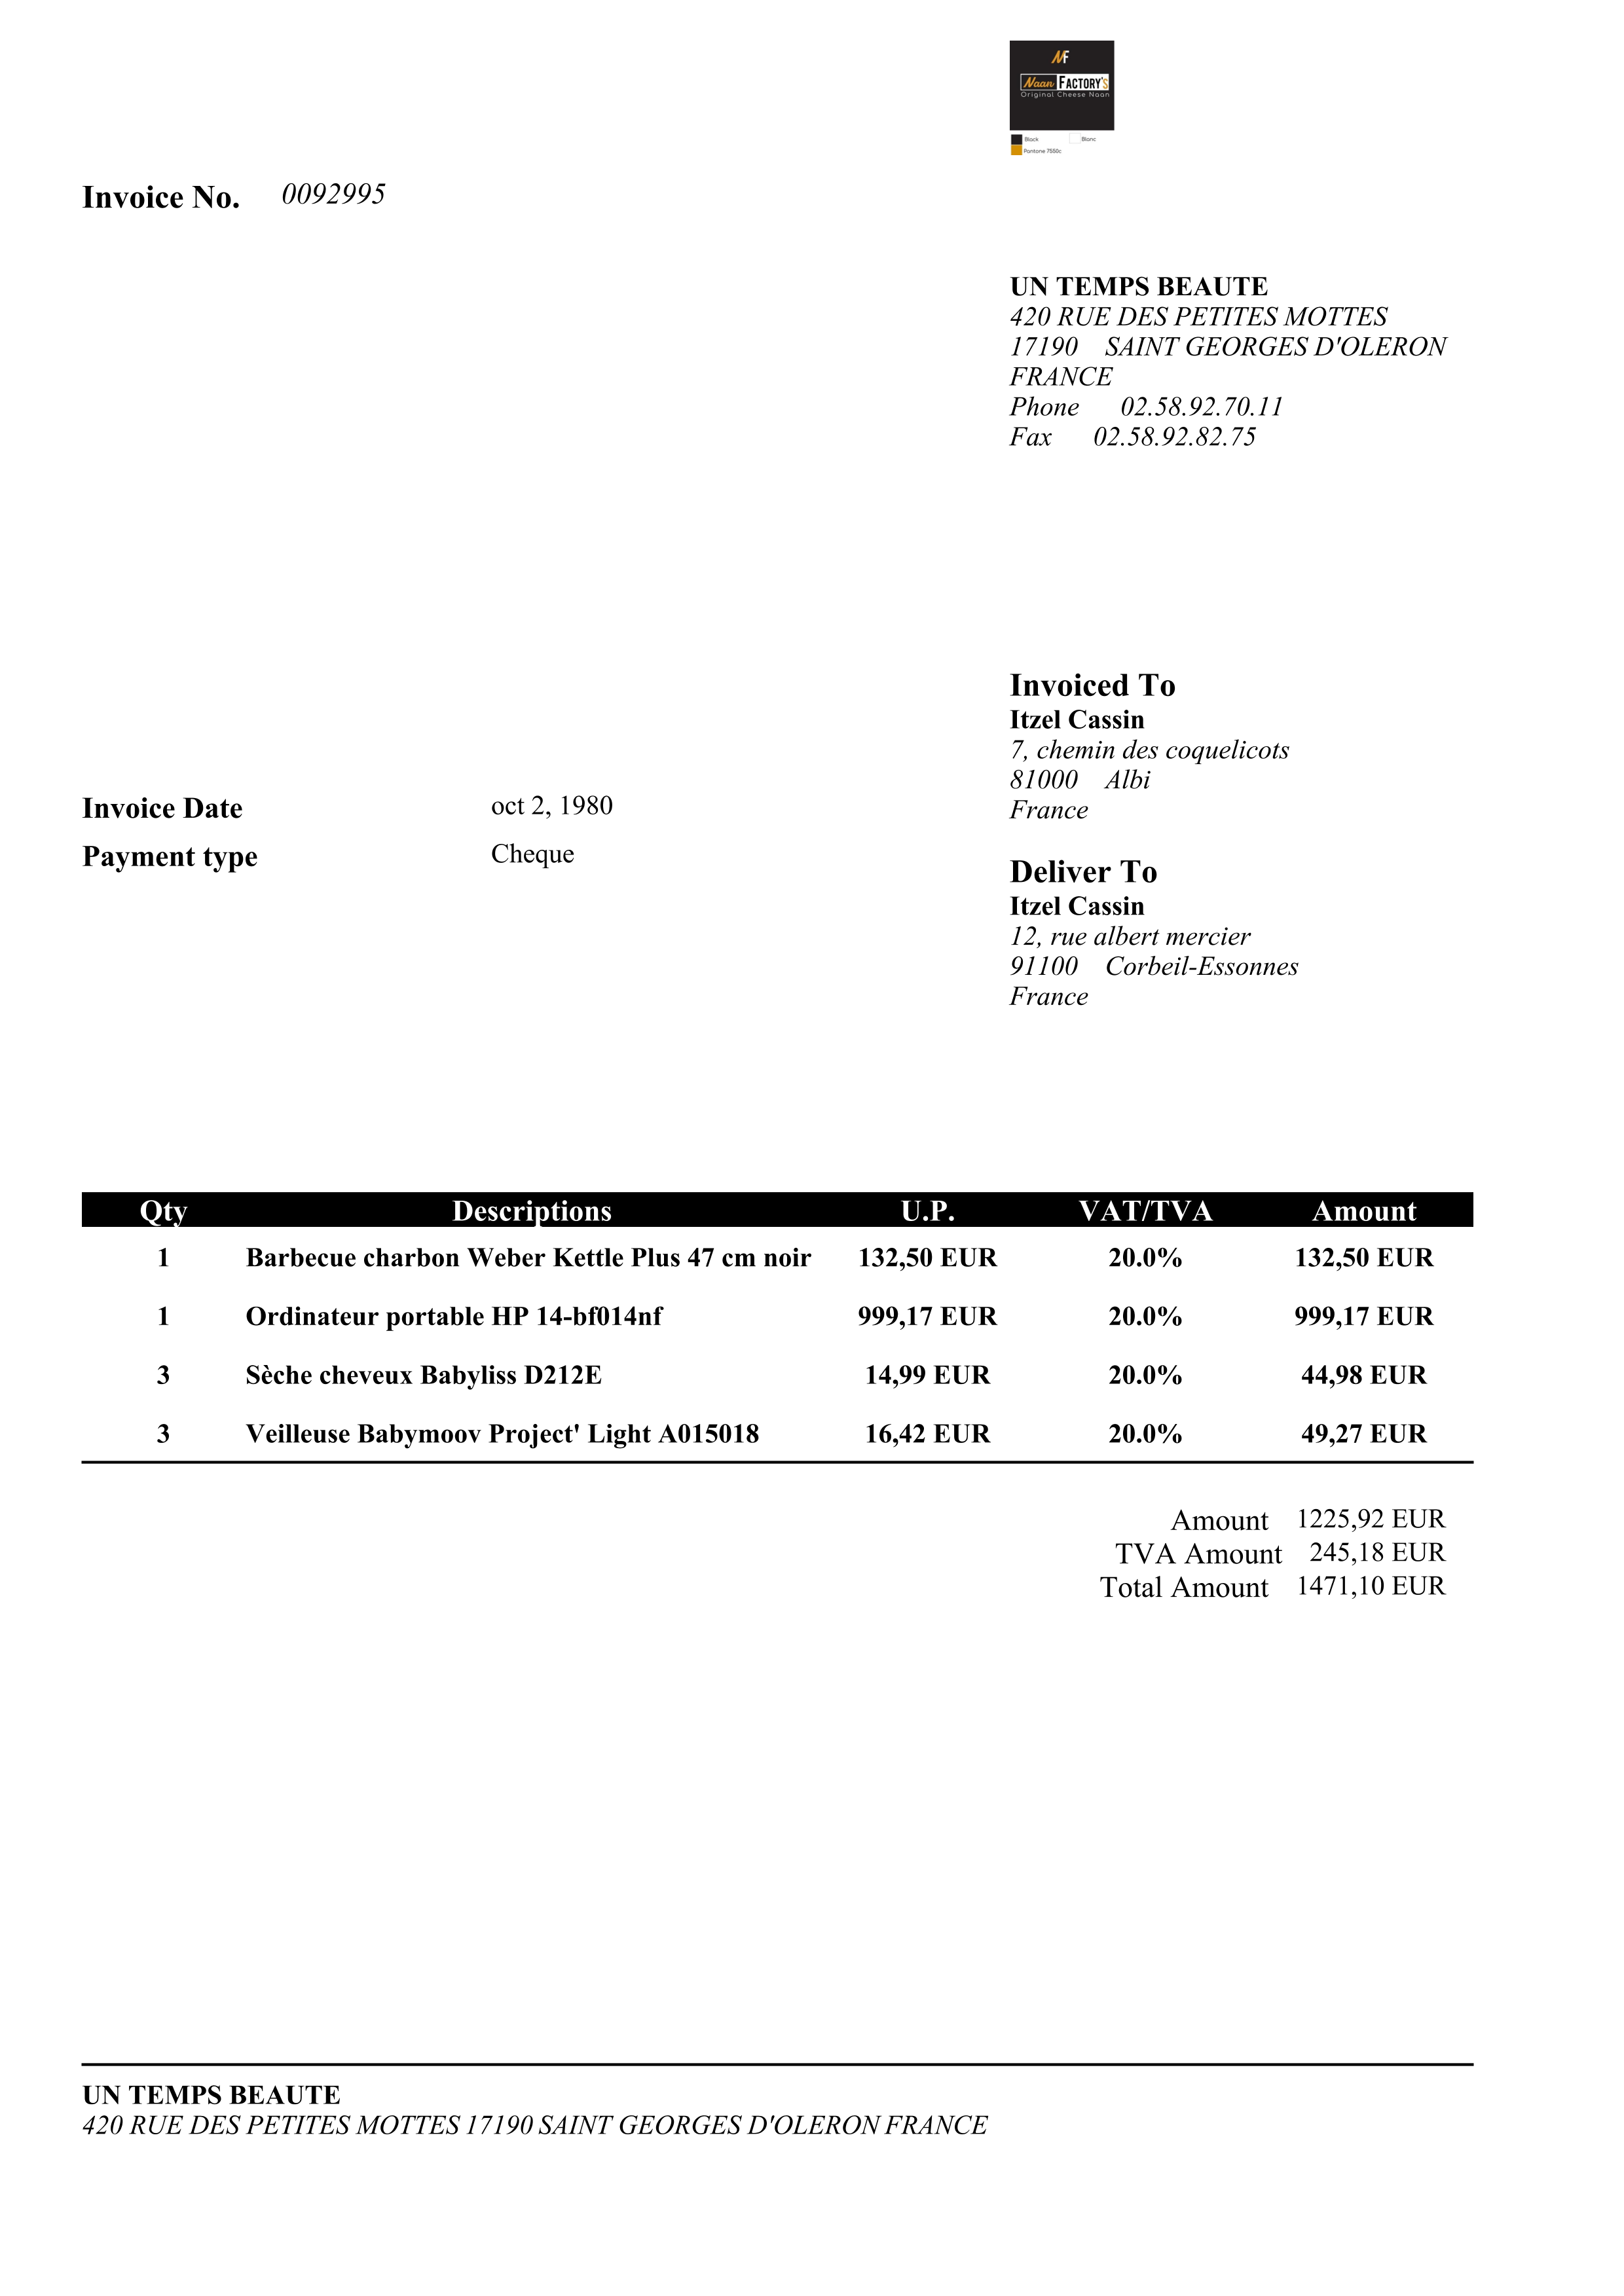 MF
Naan FACTORY'S
Original Cheese Naan
Black Blanc
Pantone 7550c
Invoice No. 0092995
UN TEMPS BEAUTE
420 RUE DES PETITES MOTTES
17190 SAINT GEORGES D'OLERON
FRANCE
Phone 02.58.92.70.11
Fax 02.58.92.82.75
Invoiced To
Itzel Cassin
7, chemin des coquelicots
81000 Albi
France
Invoice Date oct 2, 1980
Payment type Cheque
Deliver To
Itzel Cassin
12, rue albert mercier
91100 Corbeil-Essonnes
France
Qty Descriptions U.P. VAT/TVA Amount
1 Barbecue charbon Weber Kettle Plus 47 cm noir 132,50 EUR 20.0% 132,50 EUR
1 Ordinateur portable HP 14-bf014nf 999,17 EUR 20.0% 999,17 EUR
3 Sèche cheveux Babyliss D212E 14,99 EUR 20.0% 44,98 EUR
3 Veilleuse Babymoov Project' Light A015018 16,42 EUR 20.0% 49,27 EUR
Amount 1225,92 EUR
TVA Amount 245,18 EUR
Total Amount 1471,10 EUR
UN TEMPS BEAUTE
420 RUE DES PETITES MOTTES 17190 SAINT GEORGES D'OLERON FRANCE